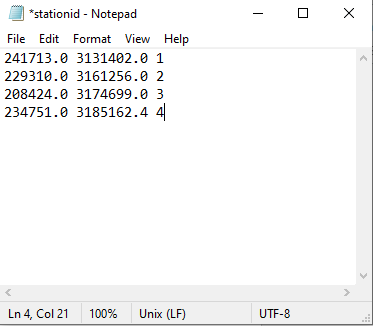 *stationid - Notepad
File Edit Format View Help
241713.0 3131402.0 1
229310.0 3161256.0 2
208424.0 3174699.0 3
234751.0 3185162.4 4
Ln 4, Col 21 100% Unix (LF) UTF-8